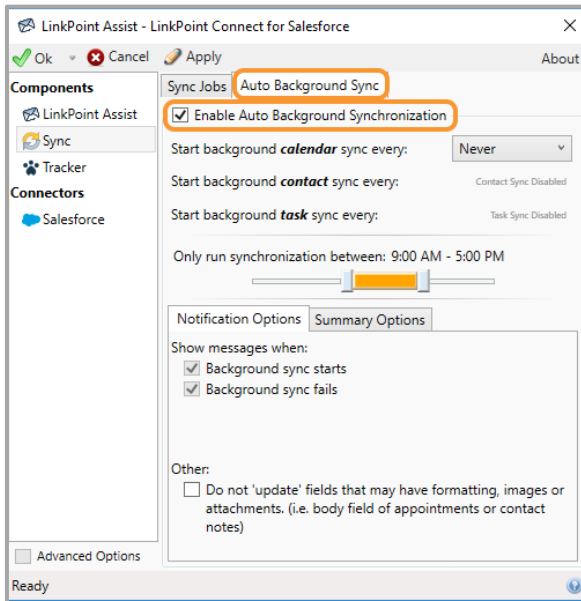 LinkPoint Assist - LinkPoint Connect for Salesforce
Ok Cancel Apply About
Components
LinkPoint Assist
Sync
Tracker
Connectors
Salesforce
Advanced Options
Sync Jobs Auto Background Sync
Enable Auto Background Synchronization
Start background calendar sync every: Never
Start background contact sync every: Contact Sync Disabled
Start background task sync every: Task Sync Disabled
Only run synchronization between: 9:00 AM - 5:00 PM
Notification Options Summary Options
Show messages when:
Background sync starts
Background sync fails
Other:
Do not 'update' fields that may have formatting, images or
attachments. (i.e. body field of appointments or contact
notes)
Ready